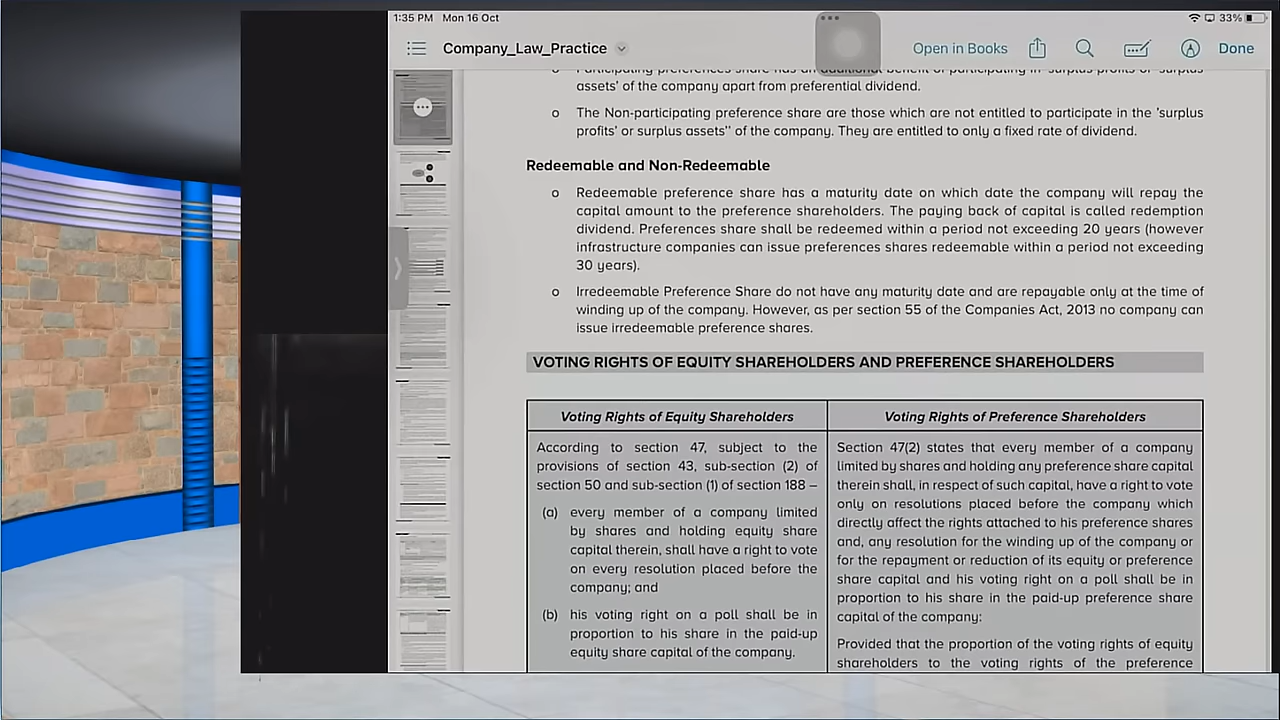 1:35 PM Mon 16 Oct
33%
Company_Law_Practice
Open in Books
Done
Participating preferences share has an additional benefit of participating in 'surplus
assets' of the company apart from preferential dividend.
o The Non-participating preference share are those which are not entitled to participate in the 'surplus
profits' or surplus assets'' of the company. They are entitled to only a fixed rate of dividend.
Redeemable and Non-Redeemable
o Redeemable preference share has a maturity date on which date the company will repay the
capital amount to the preference shareholders. The paying back of capital is called redemption
dividend. Preferences share shall be redeemed within a period not exceeding 20 years (however
infrastructure companies can issue preferences shares redeemable within a period not exceeding
30 years).
o Irredeemable Preference Share do not have any maturity date and are repayable only at the time of
winding up of the company. However, as per section 55 of the Companies Act, 2013 no company can
issue irredeemable preference shares.
VOTING RIGHTS OF EQUITY SHAREHOLDERS AND PREFERENCE SHAREHOLDERS
Voting Rights of Equity Shareholders
According to section 47, subject to the
provisions of section 43, sub-section (2) of
section 50 and sub-section (1) of section 188 –
(a) every member of a company limited
by shares and holding equity share
capital therein, shall have a right to vote
on every resolution placed before the
company; and
(b) his voting right on a poll shall be in
proportion to his share in the paid-up
equity share capital of the company.
Voting Rights of Preference Shareholders
Section 47(2) states that every member of a company
limited by shares and holding any preference share capital
therein shall, in respect of such capital, have a right to vote
only on resolutions placed before the company which
directly affect the rights attached to his preference shares
and, any resolution for the winding up of the company or
for the repayment or reduction of its equity or preference
share capital and his voting right on a poll shall be in
proportion to his share in the paid-up preference share
capital of the company:
Provided that the proportion of the voting rights of equity
shareholders to the voting rights of the preference